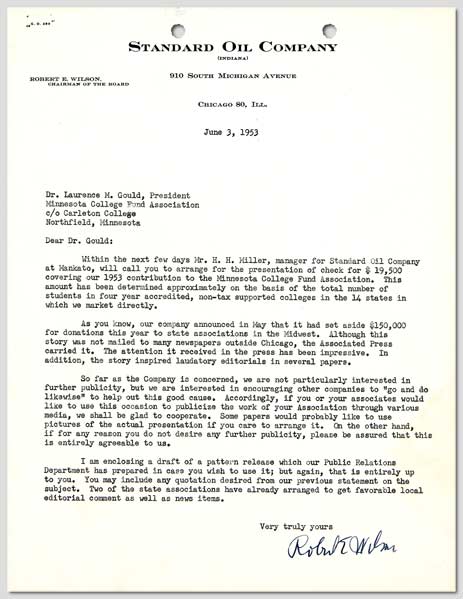 STANDARD OIL COMPANY
(INDIANA)
910 SOUTH MICHIGAN AVENUE
ROBERT E. WILSON,
CHAIRMAN OF THE BOARD
CHICAGO 80, ILL.
June 3, 1953
Dr. Laurence M. Gould, President
Minnesota College Fund Association
c/o Carleton College
Northfield, Minnesota
Dear Dr. Gould:
Within the next few days Mr. H. H. Miller, manager for Standard Oil Company
at Mankato, will call you to arrange for the presentation of check for $ 19,500
covering our 1953 contribution to the Minnesota College Fund Association. This
amount has been determined approximately on the basis of the total number of
students in four year accredited, non-tax supported colleges in the 14 states in
which we market directly.
As you know, our company announced in May that it had set aside $150,000
for donations this year to state associations in the Midwest. Although this
story was not mailed to many newspapers outside Chicago, the Associated Press
carried it. The attention it received in the press has been impressive. In
addition, the story inspired laudatory editorials in several papers.
So far as the Company is concerned, we are not particularly interested in
further publicity, but we are interested in encouraging other companies to "go and do
likewise" to help out this good cause. Accordingly, if you or your associates would
like to use this occasion to publicize the work of your Association through various
media, we shall be glad to cooperate. Some papers would probably like to use
pictures of the actual presentation if you care to arrange it. On the other hand,
if for any reason you do not desire any further publicity, please be assured that this
is entirely agreeable to us.
I am enclosing a draft of a pattern release which our Public Relations
Department has prepared in case you wish to use it; but again, that is entirely up
to you. You may include any quotation desired from our previous statement on the
subject. Two of the state associations have already arranged to get favorable local
editorial comment as well as news items.
Very truly yours
Robert E Wilson